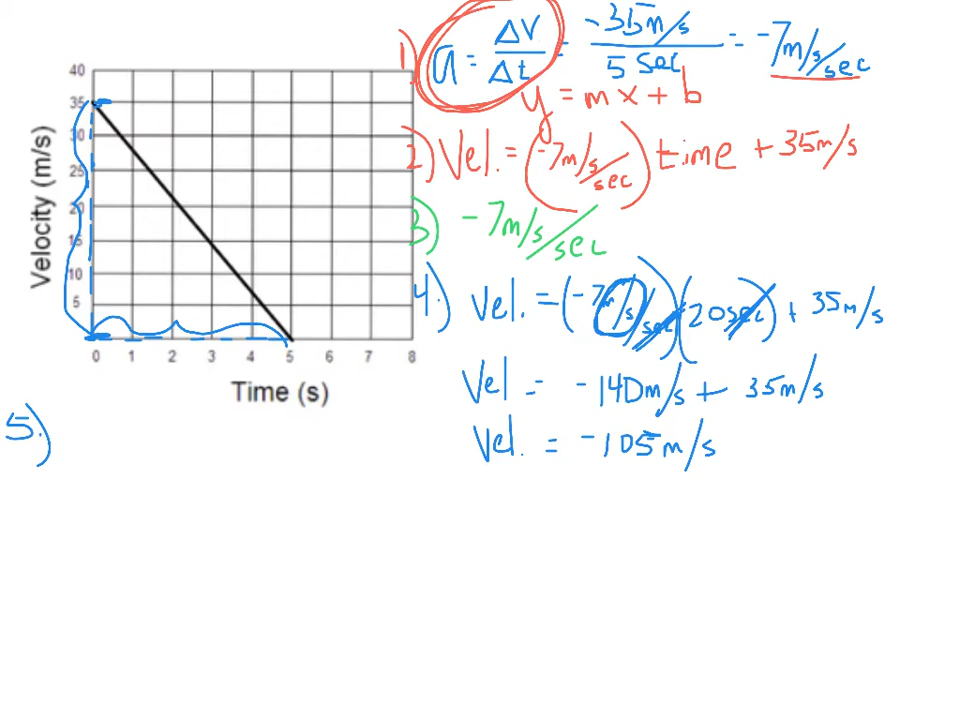 1) a = ΔV/Δt = -35m/s / 5 sec = -7m/s/sec
y = mx + b
2) Vel. = (-7m/s/sec) time + 35m/s
3) -7m/s/sec
4.) Vel. = (-7m/s/sec)(20sec) + 35m/s
Vel = -140m/s + 35m/s
Vel. = -105m/s
5.)
Velocity (m/s)
40
35
30
25
20
15
10
5
0 1 2 3 4 5 6 7 8
Time (s)